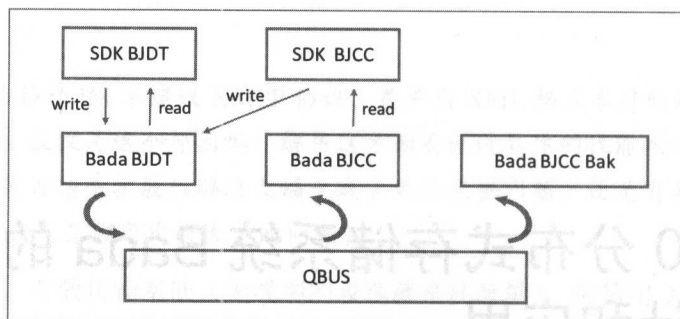 SDK BJDT
SDK BJCC
write
read
write
read
Bada BJDT
Bada BJCC
Bada BJCC Bak
0 分布式存储系统 Bada 的
QBUS